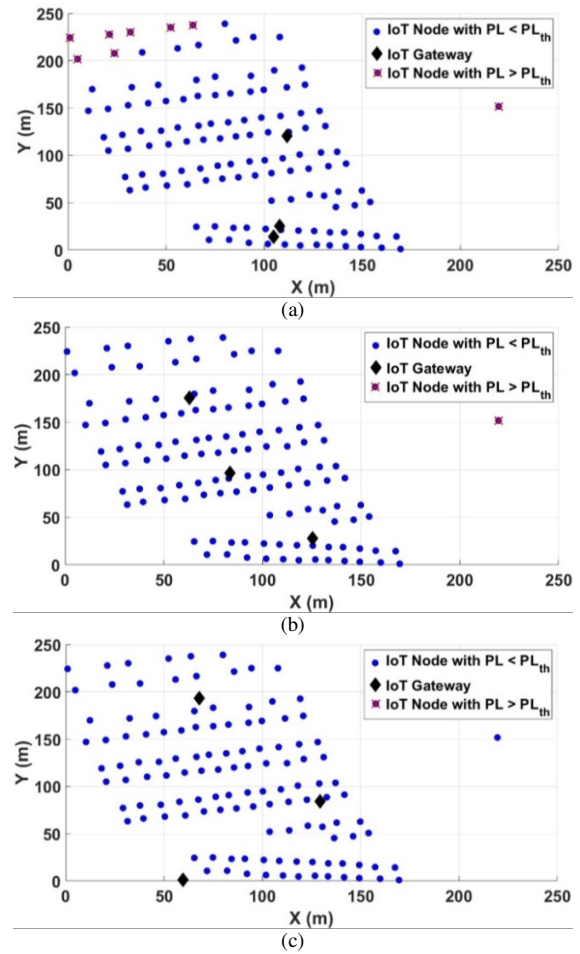 250
200
150
100
50
0
Y (m)
0 50 100 150 200 250
X (m)
IoT Node with PL < PLth
IoT Gateway
IoT Node with PL > PLth
(a)
250
200
150
100
50
0
Y (m)
0 50 100 150 200 250
X (m)
IoT Node with PL < PLth
IoT Gateway
IoT Node with PL > PLth
(b)
250
200
150
100
50
0
Y (m)
0 50 100 150 200 250
X (m)
IoT Node with PL < PLth
IoT Gateway
IoT Node with PL > PLth
(c)